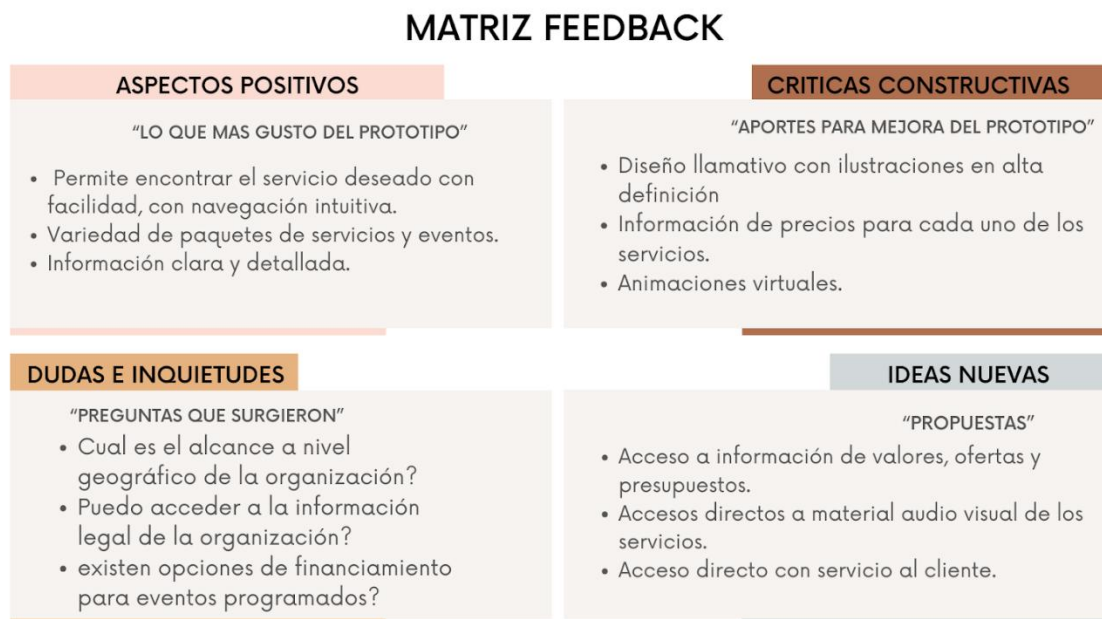 MATRIZ FEEDBACK
ASPECTOS POSITIVOS
“LO QUE MAS GUSTO DEL PROTOTIPO”
• Permite encontrar el servicio deseado con
facilidad, con navegación intuitiva.
• Variedad de paquetes de servicios y eventos.
• Información clara y detallada.
CRITICAS CONSTRUCTIVAS
“APORTES PARA MEJORA DEL PROTOTIPO”
• Diseño llamativo con ilustraciones en alta
definición
• Información de precios para cada uno de los
servicios.
• Animaciones virtuales.
DUDAS E INQUIETUDES
“PREGUNTAS QUE SURGIERON”
• Cual es el alcance a nivel
geográfico de la organización?
• Puedo acceder a la información
legal de la organización?
• existen opciones de financiamiento
para eventos programados?
IDEAS NUEVAS
“PROPUESTAS”
• Acceso a información de valores, ofertas y
presupuestos.
• Accesos directos a material audio visual de los
servicios.
• Acceso directo con servicio al cliente.